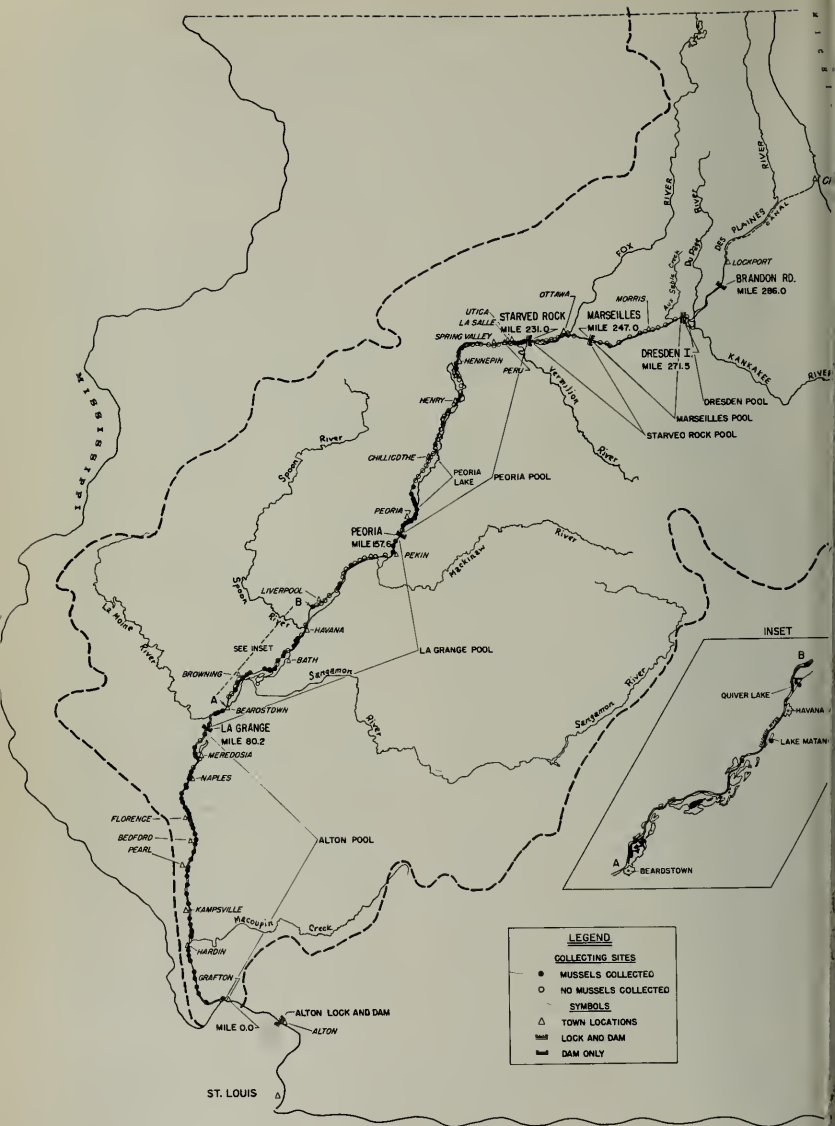 MICHI
RIVER
RIVER
FOX
Du Page River
Aux Sable Creek
DES PLAINES
CANAL
LOCKPORT
BRANDON RD.
MILE 286.0
MORRIS
OTTAWA
MARSEILLES
MILE 247.0
STARVED ROCK
MILE 231.0
UTICA
LA SALLE
SPRING VALLEY
PERU
HENNEPIN
DRESDEN I.
MILE 271.5
KANKAKEE
RIVER
DRESDEN POOL
MARSEILLES POOL
STARVED ROCK POOL
Vermilion
River
MISSISSIPPI
HENRY
Spoon River
CHILLICOTHE
PEORIA
LAKE
PEORIA POOL
PEORIA
PEORIA
MILE 157.6
PEKIN
Mackinaw River
LIVERPOOL
B
Spoon River
HAVANA
La Moine
River
SEE INSET
BATH
LA GRANGE POOL
BROWNING
Sangamon
River
Sangamon River
A
BEARDSTOWN
LA GRANGE
MILE 80.2
MEREDOSIA
NAPLES
FLORENCE
BEDFORD
PEARL
ALTON POOL
KAMPSVILLE
Macoupin Creek
HARDIN
GRAFTON
MILE 0.0
ALTON LOCK AND DAM
ALTON
ST. LOUIS
INSET
B
QUIVER LAKE
HAVANA
LAKE MATAN
A
BEARDSTOWN
LEGEND
COLLECTING SITES
MUSSELS COLLECTED
NO MUSSELS COLLECTED
SYMBOLS
TOWN LOCATIONS
LOCK AND DAM
DAM ONLY